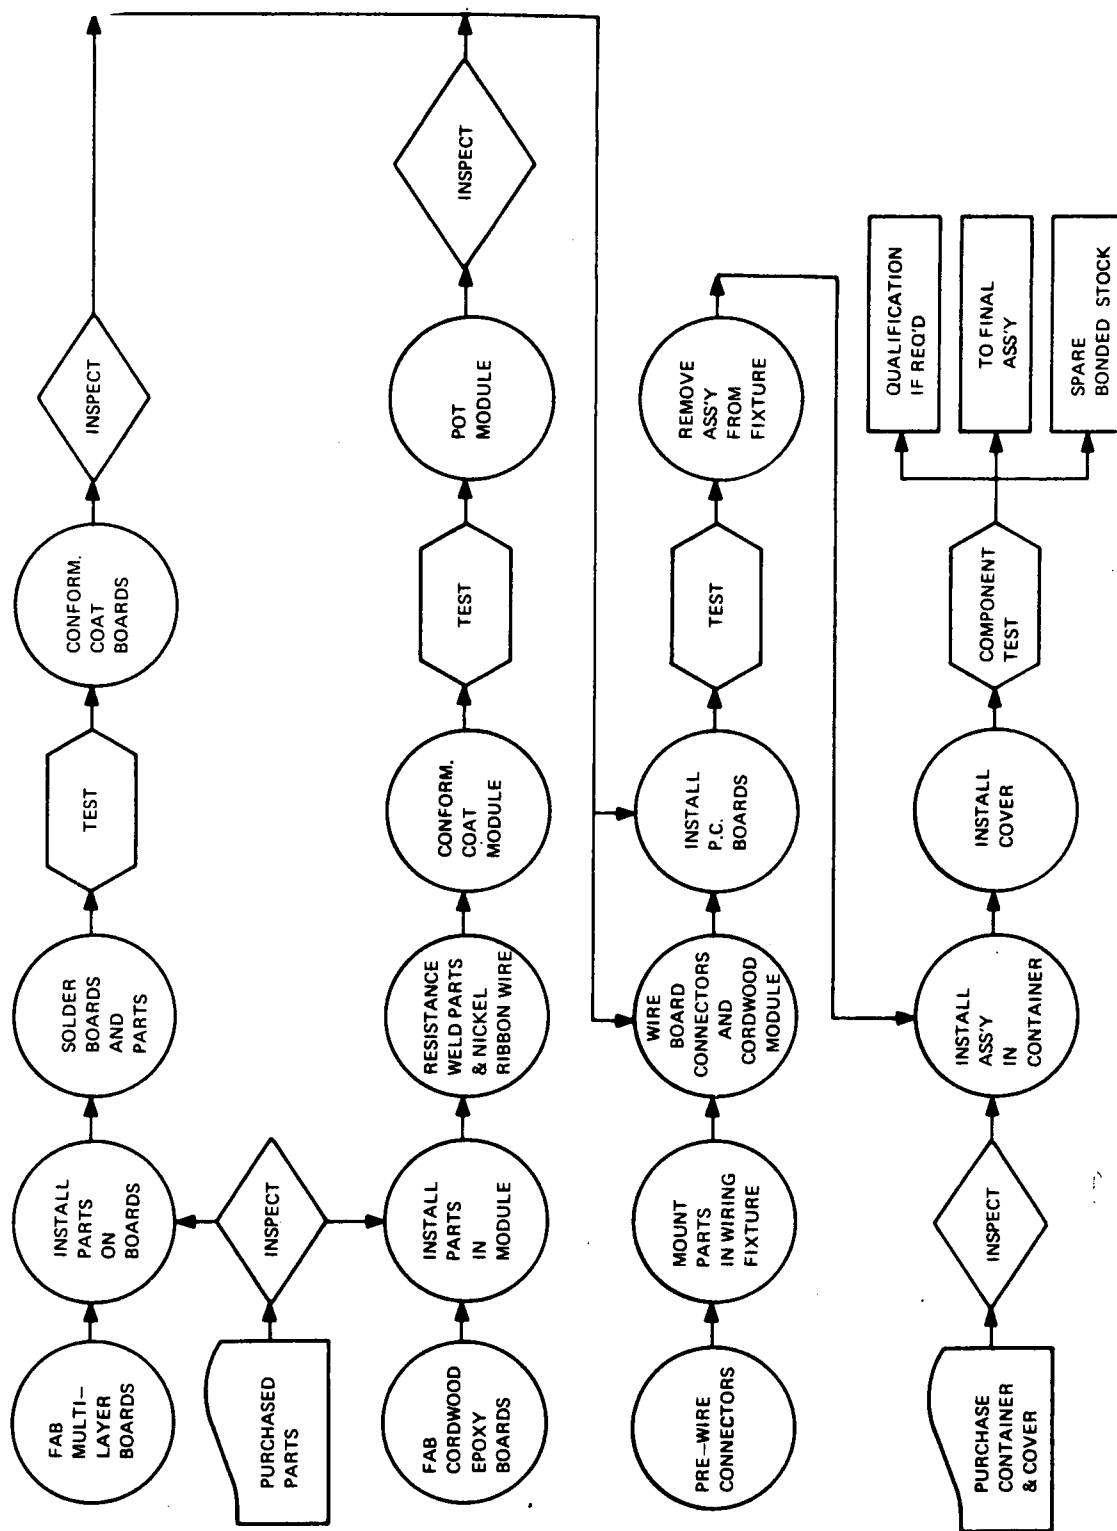 FAB
MULTI-
LAYER
BOARDS
INSTALL
PARTS
ON
BOARDS
SOLDER
BOARDS
AND
PARTS
TEST
CONFORM.
COAT
BOARDS
INSPECT
PURCHASED
PARTS
INSPECT
FAB
CORDWOOD
EPOXY
BOARDS
INSTALL
PARTS
IN
MODULE
RESISTANCE
WELD PARTS
& NICKEL
RIBBON WIRE
CONFORM.
COAT
MODULE
TEST
POT
MODULE
INSPECT
PRE-WIRE
CONNECTORS
MOUNT
PARTS
IN WIRING
FIXTURE
WIRE
BOARD
CONNECTORS
AND
CORDWOOD
MODULE
INSTALL
P.C.
BOARDS
TEST
REMOVE
ASS'Y
FROM
FIXTURE
PURCHASE
CONTAINER
& COVER
INSPECT
INSTALL
ASS'Y
IN
CONTAINER
INSTALL
COVER
COMPONENT
TEST
QUALIFICATION
IF REQ'D
TO FINAL
ASS'Y
SPARE
BONDED STOCK